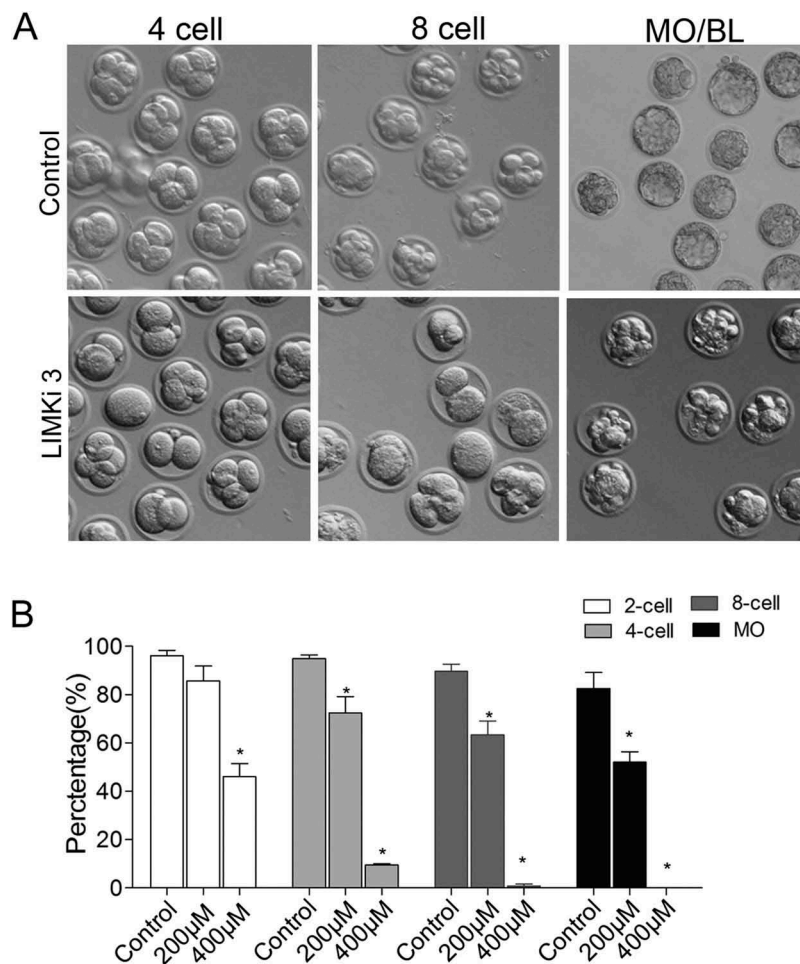 A
4 cell 8 cell MO/BL
Control
LIMKi 3
B
2-cell 8-cell
4-cell MO
Perctentage(%)
100
80
60
40
20
0
* * * * * * *
Control 200μM 400μM Control 200μM 400μM Control 200μM 400μM Control 200μM 400μM